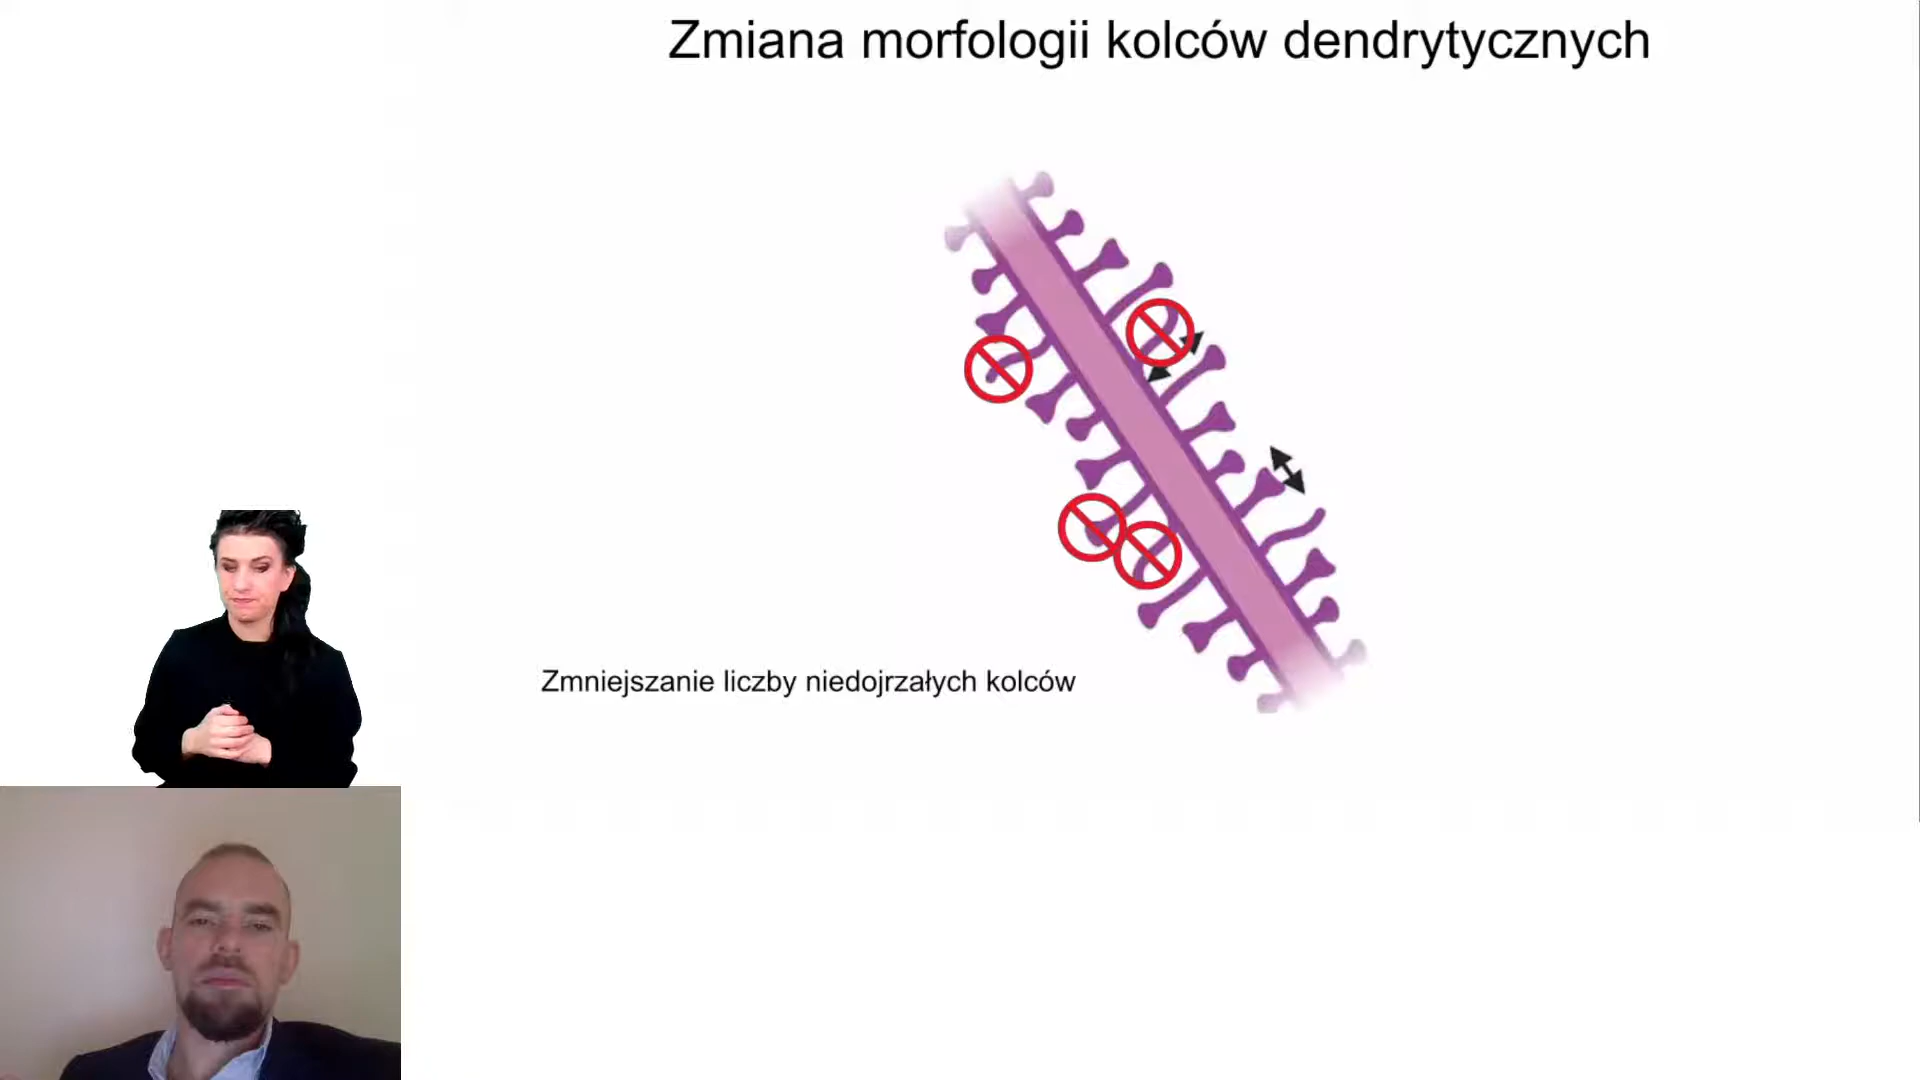 Zmiana morfologii kolców dendrytycznych
Zmniejszanie liczby niedojrzałych kolców